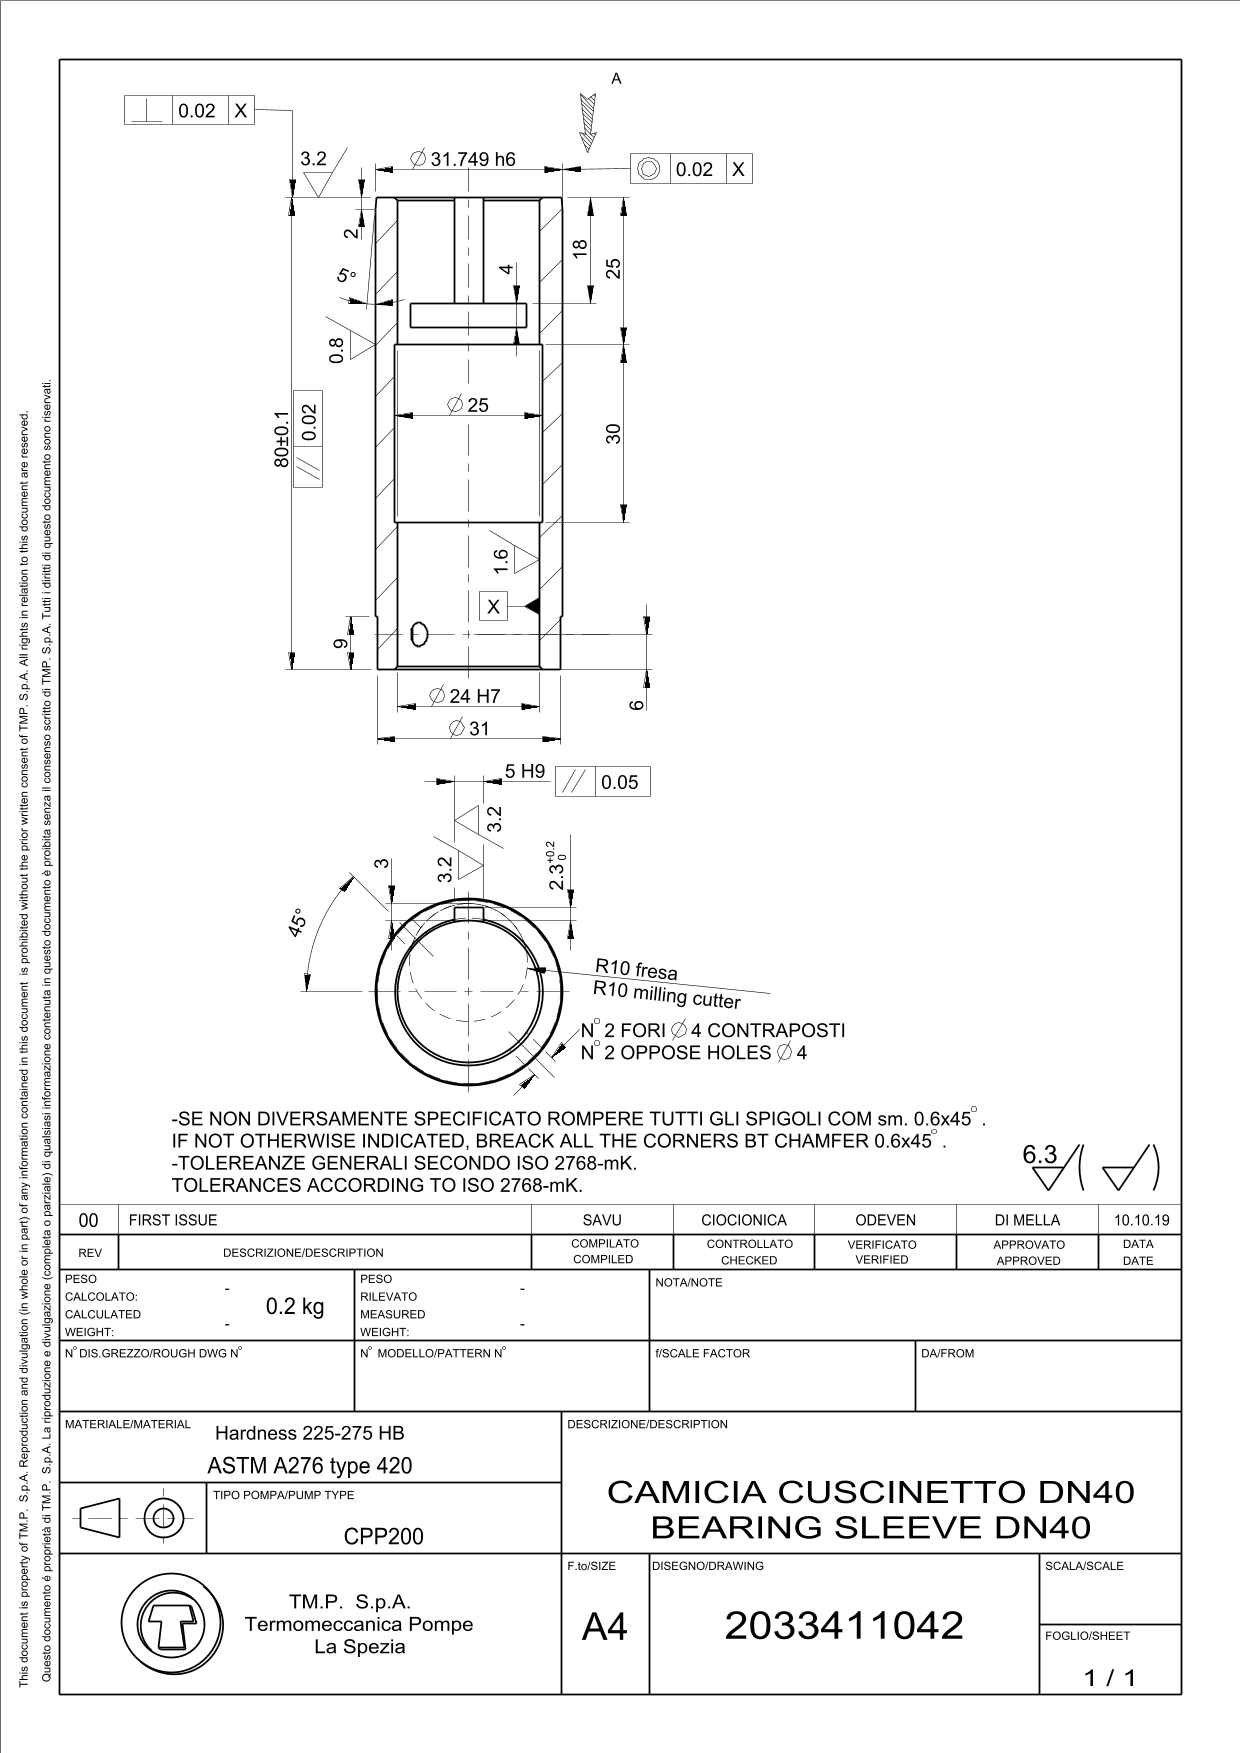 A
0.02 X
3.2
Ø 31.749 h6
0.02 X
2
18
25
4
5°
0.8
Ø 25
30
80±0.1
0.02
1.6
X
9
6
Ø 24 H7
Ø 31
5 H9
0.05
3.2
3.2
3
2.3 +0.2 0
45°
R10 fresa
R10 milling cutter
N° 2 FORI Ø 4 CONTRAPOSTI
N° 2 OPPOSE HOLES Ø 4
-SE NON DIVERSAMENTE SPECIFICATO ROMPERE TUTTI GLI SPIGOLI COM sm. 0.6x45°.
IF NOT OTHERWISE INDICATED, BREACK ALL THE CORNERS BT CHAMFER 0.6x45°.
-TOLEREANZE GENERALI SECONDO ISO 2768-mK.
TOLERANCES ACCORDING TO ISO 2768-mK.
6.3 ( )
00 FIRST ISSUE SAVU CIOCIONICA ODEVEN DI MELLA 10.10.19
REV DESCRIZIONE/DESCRIPTION COMPILATO COMPILED CONTROLLATO CHECKED VERIFICATO VERIFIED APPROVATO APPROVED DATA DATE
PESO
CALCOLATO: -
CALCULATED 0.2 kg
WEIGHT: -
PESO
RILEVATO -
MEASURED
WEIGHT: -
NOTA/NOTE
N° DIS.GREZZO/ROUGH DWG N°
N° MODELLO/PATTERN N°
f/SCALE FACTOR
DA/FROM
MATERIALE/MATERIAL
Hardness 225-275 HB
ASTM A276 type 420
DESCRIZIONE/DESCRIPTION
CAMICIA CUSCINETTO DN40
BEARING SLEEVE DN40
TIPO POMPA/PUMP TYPE
CPP200
TM.P. S.p.A.
Termomeccanica Pompe
La Spezia
F.to/SIZE
A4
DISEGNO/DRAWING
2033411042
SCALA/SCALE
FOGLIO/SHEET
1 / 1
This document is property of TM.P. S.p.A. Reproduction and divulgation (in whole or in part) of any information contained in this document is prohibited without the prior written consent of TMP. S.p.A. All rights in relation to this document are reserved.
Questo documento é proprietà di TM.P. S.p.A. La riproduzione e divulgazione (completa o parziale) di qualsiasi informazione contenuta in questo documento è proibita senza il consenso scritto di TMP. S.p.A. Tutti i diritti di questo documento sono riservati.